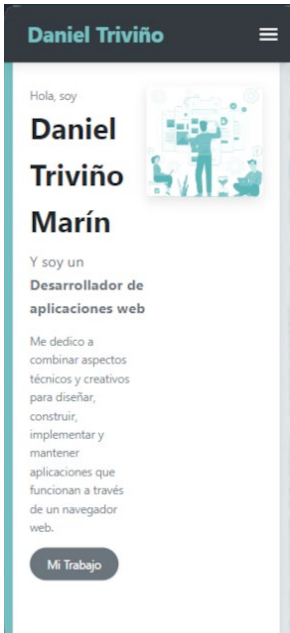 Daniel Triviño
Hola, soy
Daniel
Triviño
Marín
Y soy un
Desarrollador de
aplicaciones web
Me dedico a
combinar aspectos
técnicos y creativos
para diseñar,
construir,
implementar y
mantener
aplicaciones que
funcionan a través
de un navegador
web.
Mi Trabajo